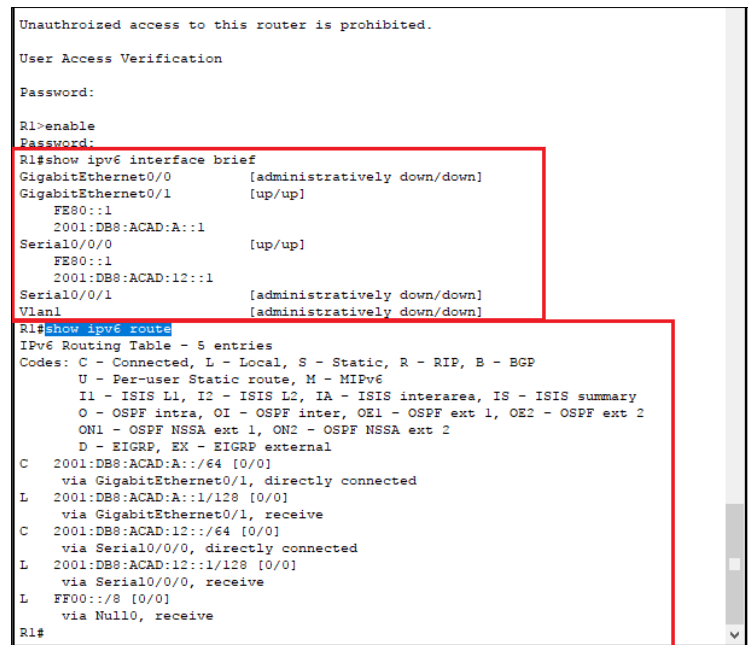 Unauthroized access to this router is prohibited.
User Access Verification
Password:
R1>enable
Password:
R1#show ipv6 interface brief
GigabitEthernet0/0 [administratively down/down]
GigabitEthernet0/1 [up/up]
FE80::1
2001:DB8:ACAD:A::1
Serial0/0/0 [up/up]
FE80::1
2001:DB8:ACAD:12::1
Serial0/0/1 [administratively down/down]
Vlan1 [administratively down/down]
R1#show ipv6 route
IPv6 Routing Table - 5 entries
Codes: C - Connected, L - Local, S - Static, R - RIP, B - BGP
U - Per-user Static route, M - MIPv6
I1 - ISIS L1, I2 - ISIS L2, IA - ISIS interarea, IS - ISIS summary
O - OSPF intra, OI - OSPF inter, OE1 - OSPF ext 1, OE2 - OSPF ext 2
ON1 - OSPF NSSA ext 1, ON2 - OSPF NSSA ext 2
D - EIGRP, EX - EIGRP external
C 2001:DB8:ACAD:A::/64 [0/0]
via GigabitEthernet0/1, directly connected
L 2001:DB8:ACAD:A::1/128 [0/0]
via GigabitEthernet0/1, receive
C 2001:DB8:ACAD:12::/64 [0/0]
via Serial0/0/0, directly connected
L 2001:DB8:ACAD:12::1/128 [0/0]
via Serial0/0/0, receive
L FF00::/8 [0/0]
via Null0, receive
R1#